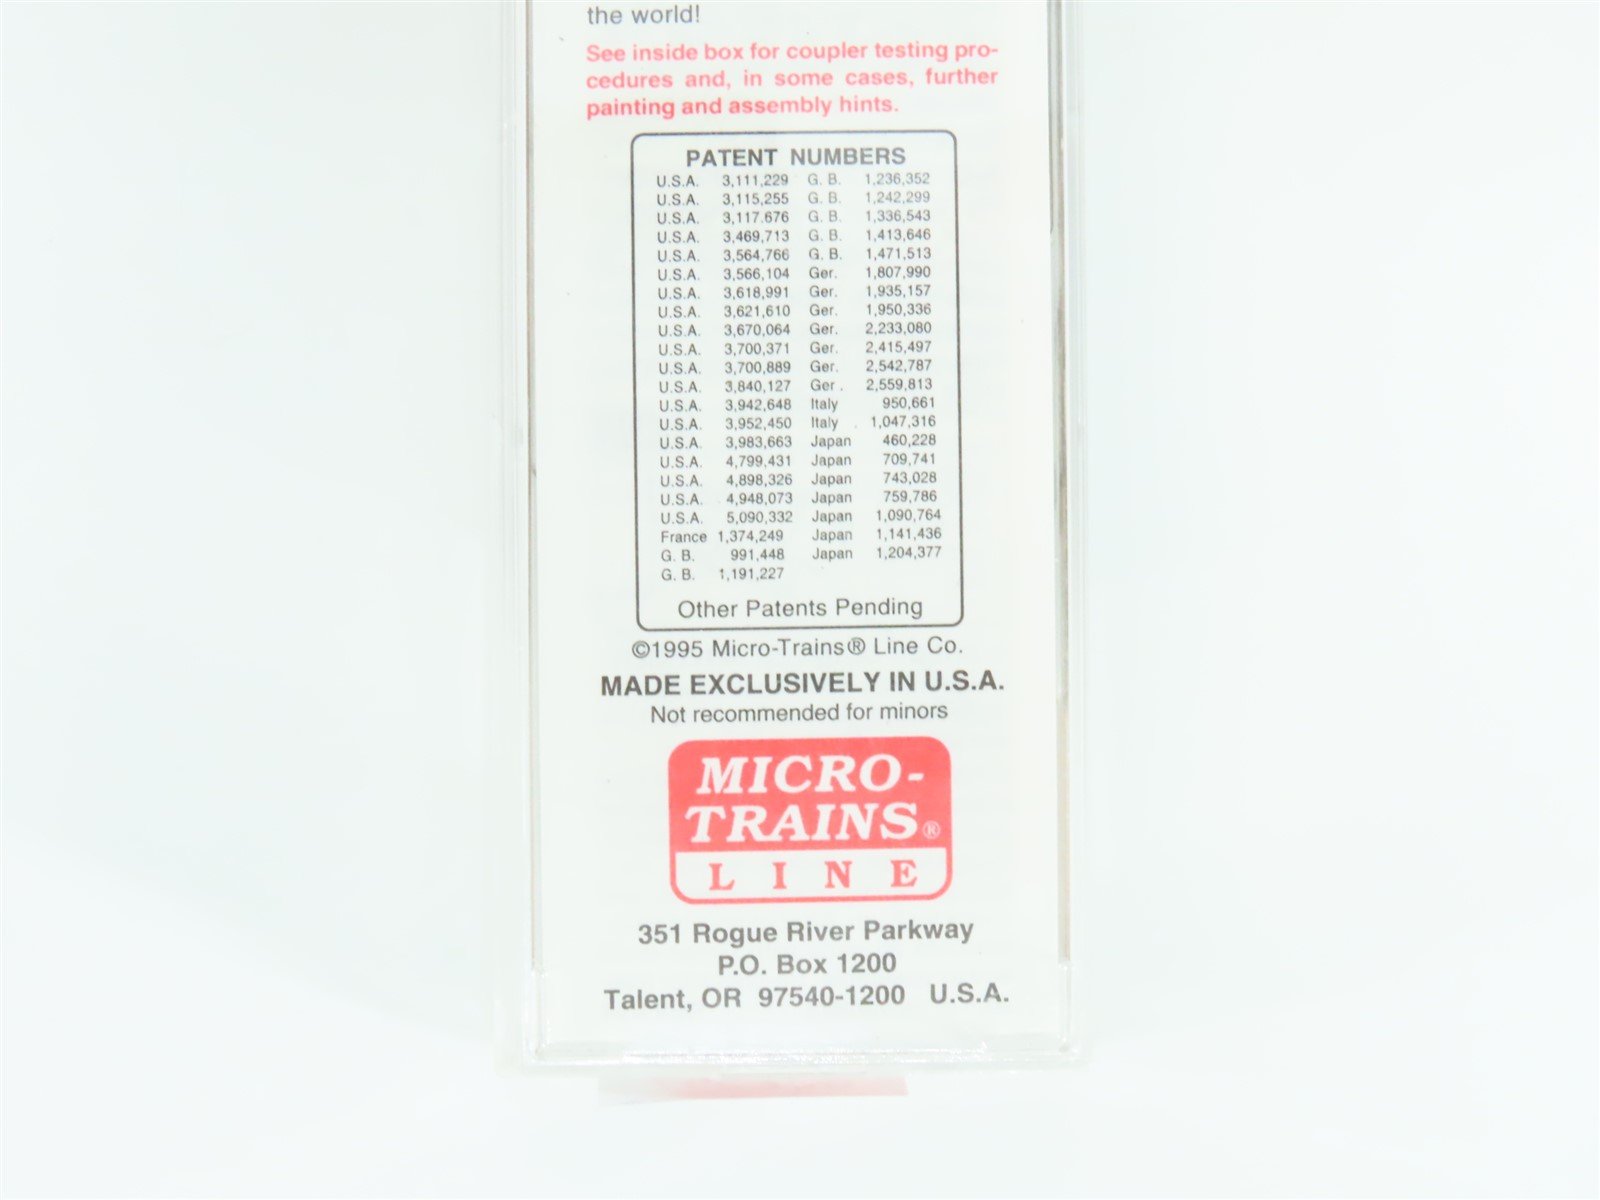 the world!
See inside box for coupler testing pro-
cedures and, in some cases, further
painting and assembly hints.
PATENT NUMBERS
U.S.A. 3,111,229 G. B. 1,236,352
U.S.A. 3,115,255 G. B. 1,242,299
U.S.A. 3,117.676 G. B. 1,336,543
U.S.A. 3,469,713 G. B. 1,413,646
U.S.A. 3,564,766 G. B. 1,471,513
U.S.A. 3,566,104 Ger. 1,807,990
U.S.A. 3,618,991 Ger. 1,935,157
U.S.A. 3,621,610 Ger. 1,950,336
U.S.A. 3,670,064 Ger. 2,233,080
U.S.A. 3,700,371 Ger. 2,415,497
U.S.A. 3,700,889 Ger. 2,542,787
U.S.A. 3,840,127 Ger . 2,559,813
U.S.A. 3,942,648 Italy 950,661
U.S.A. 3,952,450 Italy . 1,047,316
U.S.A. 3,983,663 Japan 460,228
U.S.A. 4,799,431 Japan 709,741
U.S.A. 4,898,326 Japan 743,028
U.S.A. 4,948,073 Japan 759,786
U.S.A. 5,090,332 Japan 1,090,764
France 1,374,249 Japan 1,141,436
G. B. 991,448 Japan 1,204,377
G. B. 1,191,227
Other Patents Pending
©1995 Micro-Trains® Line Co.
MADE EXCLUSIVELY IN U.S.A.
Not recommended for minors
MICRO-
TRAINS®
LINE
351 Rogue River Parkway
P.O. Box 1200
Talent, OR 97540-1200 U.S.A.